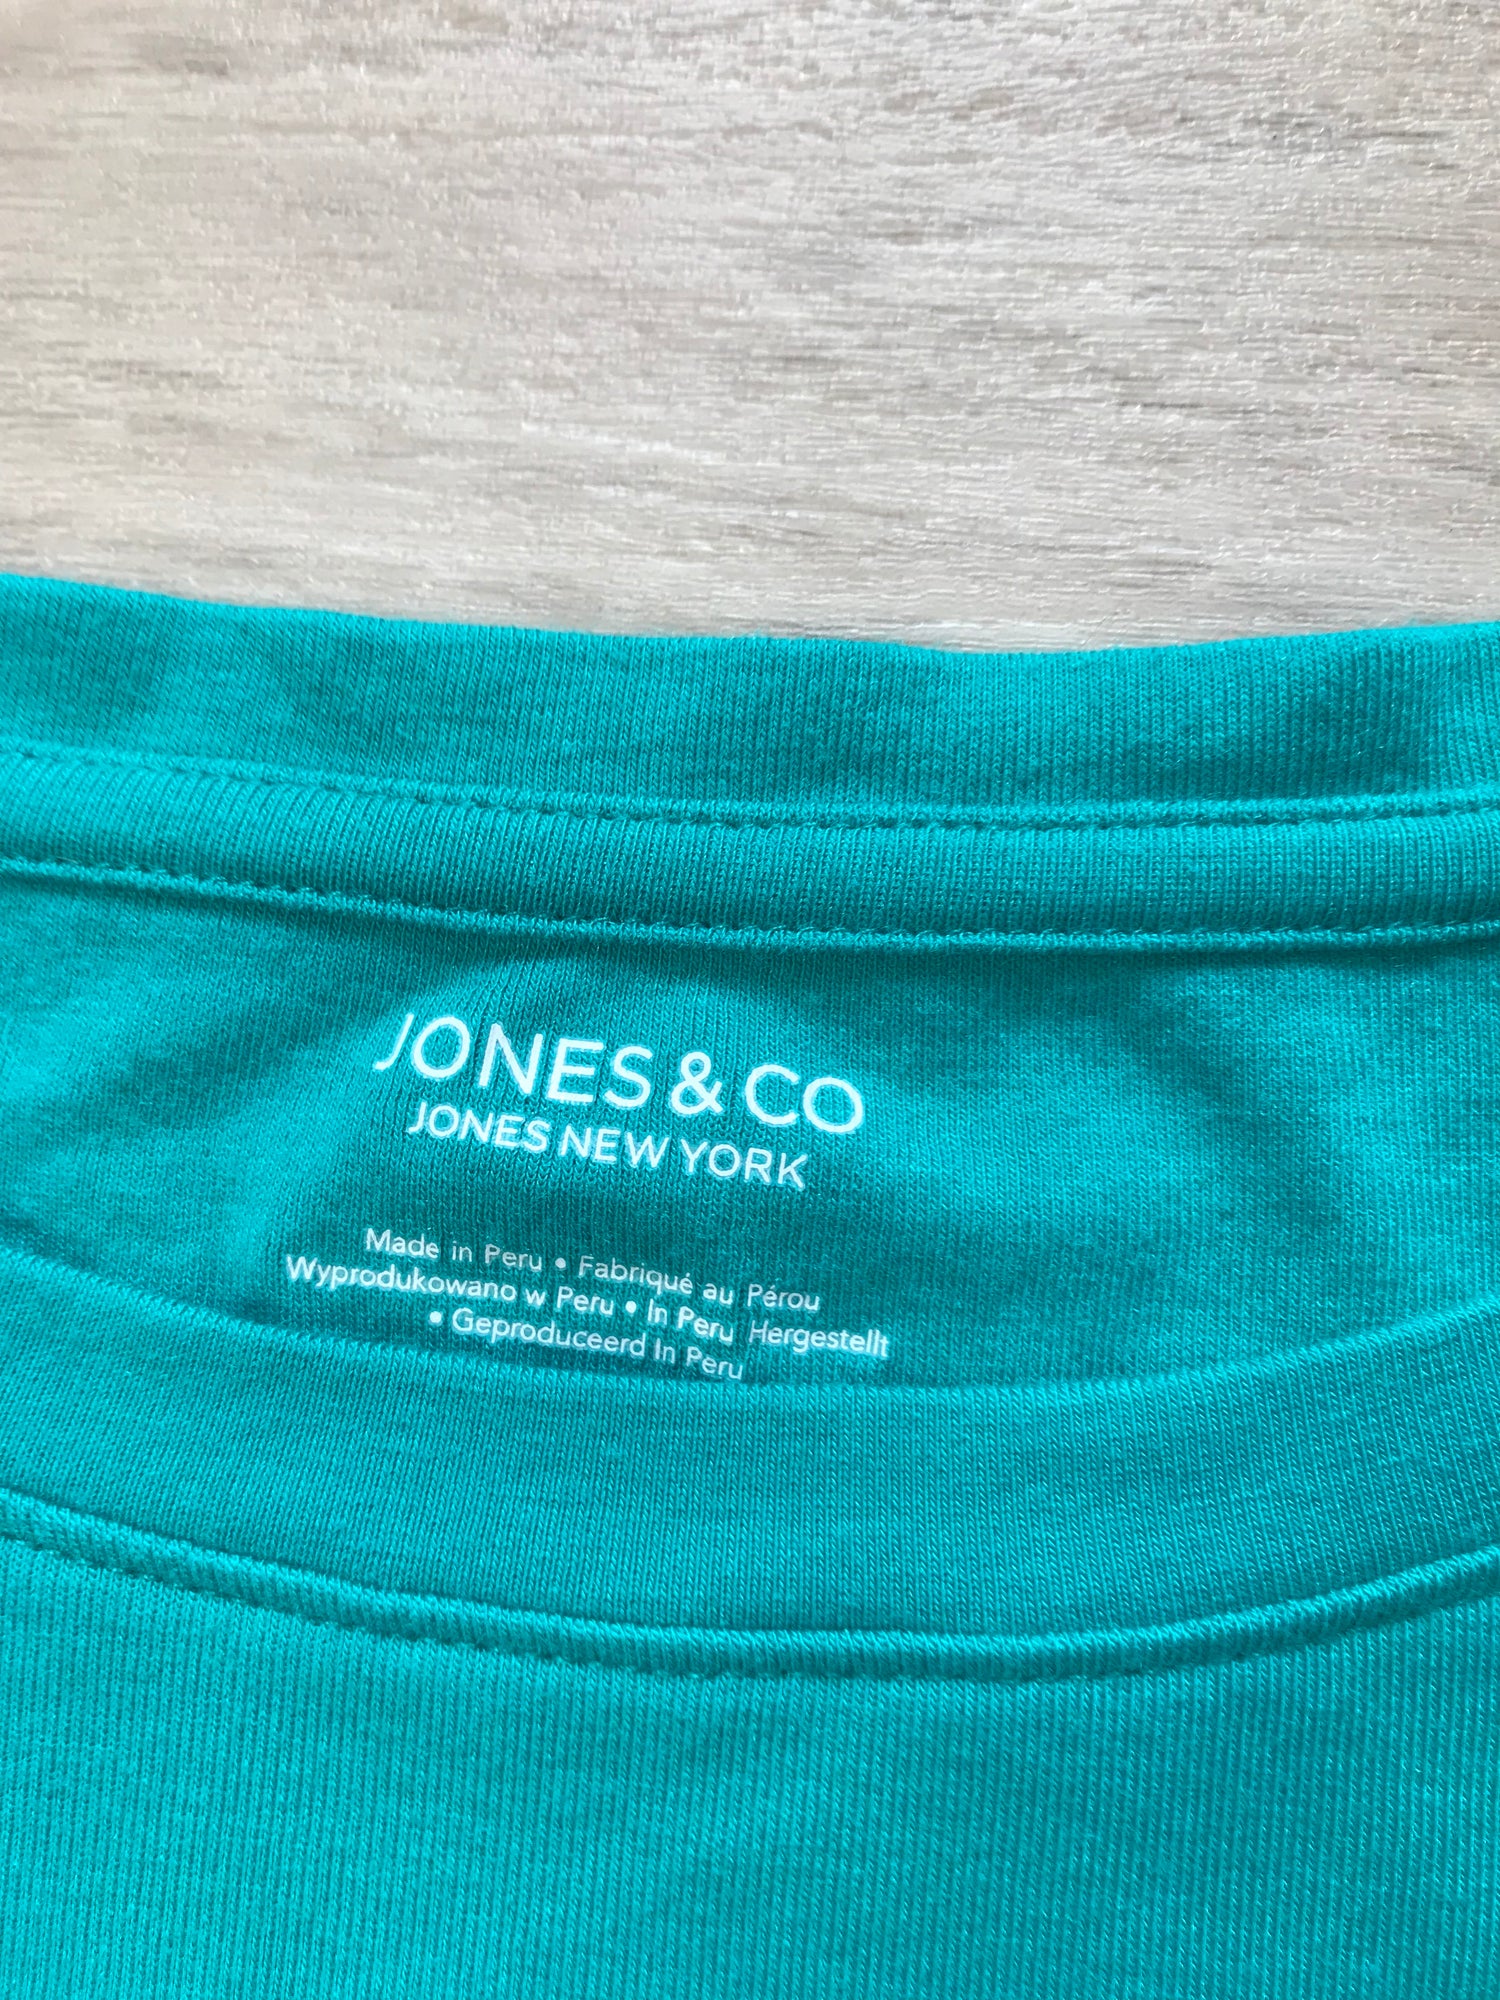 JONES & CO
JONES NEW YORK
Made in Peru • Fabriqué au Pérou
Wyprodukowano w Peru • In Peru Hergestellt
• Geproduceerd In Peru